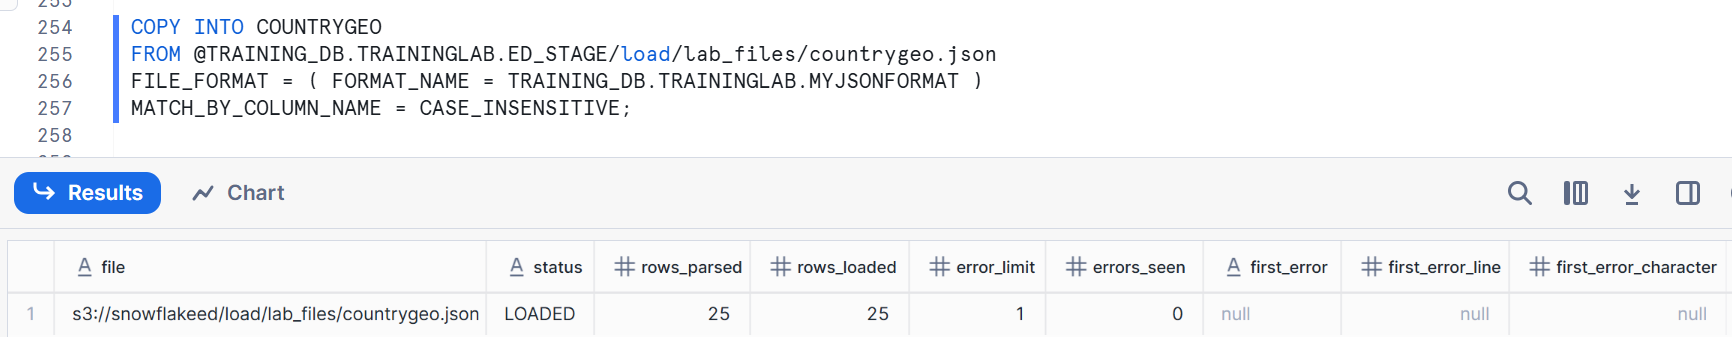 253
254 COPY INTO COUNTRYGEO
255 FROM @TRAINING_DB.TRAININGLAB.ED_STAGE/load/lab_files/countrygeo.json
256 FILE_FORMAT = ( FORMAT_NAME = TRAINING_DB.TRAININGLAB.MYJSONFORMAT )
257 MATCH_BY_COLUMN_NAME = CASE_INSENSITIVE;
258
Results Chart
file status rows_parsed rows_loaded error_limit errors_seen first_error first_error_line first_error_character
1 s3://snowflakeed/load/lab_files/countrygeo.json LOADED 25 25 1 0 null null null